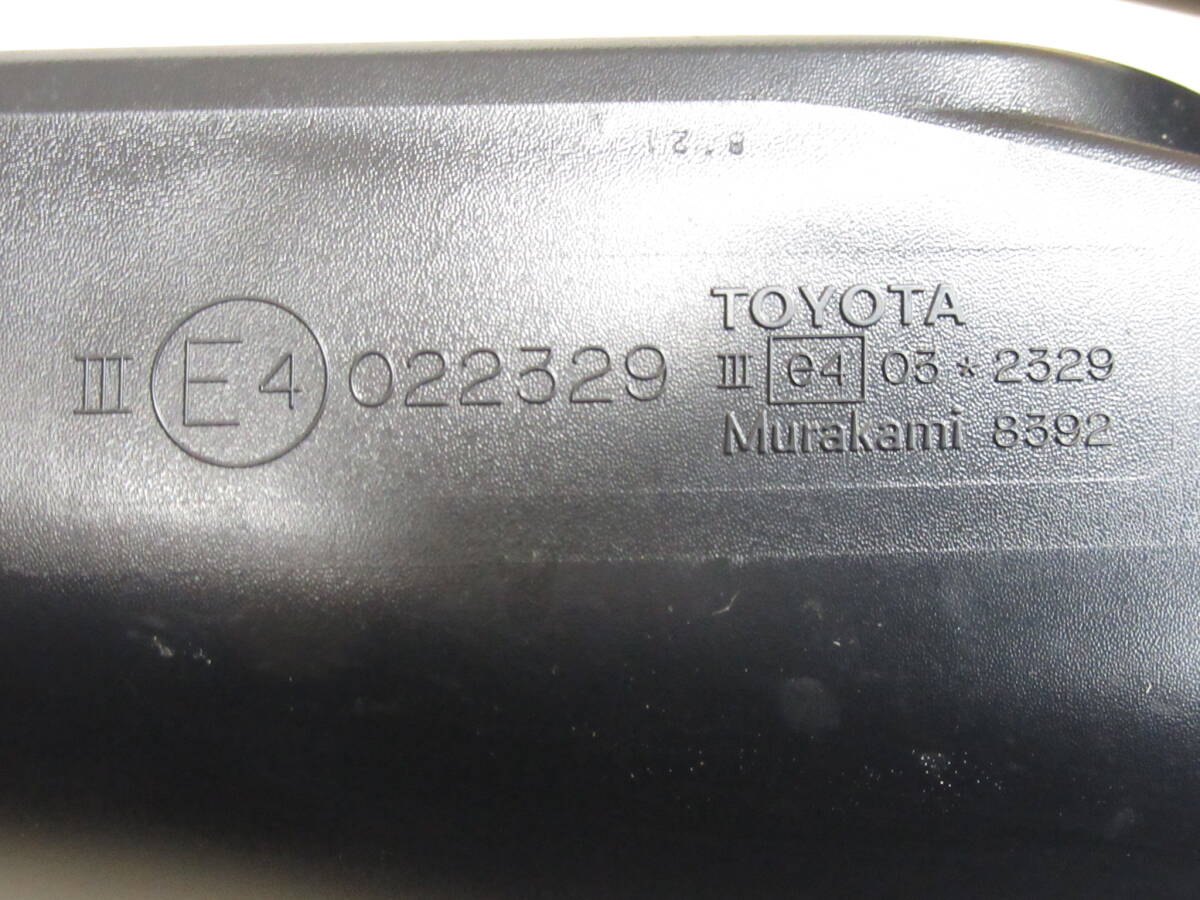 III E4 022329
TOYOTA
III e4 03*2329
Murakami 8392